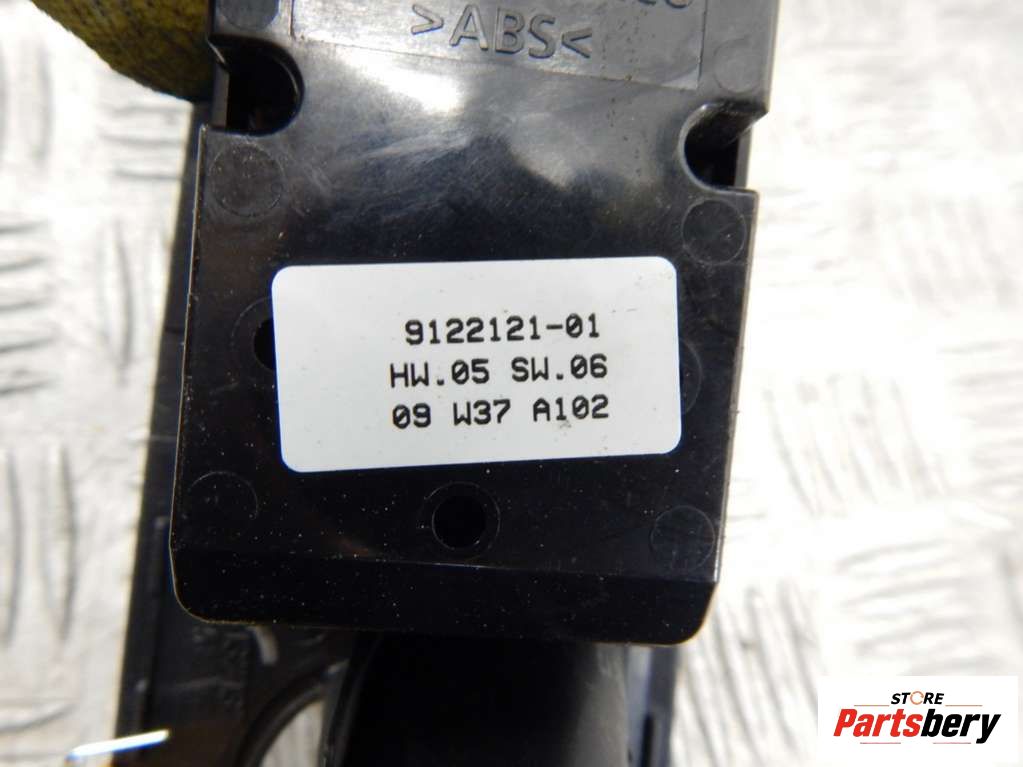 >ABS<
9122121-01
HW.05 SW.06
09 W37 A102
STORE
Partsbery